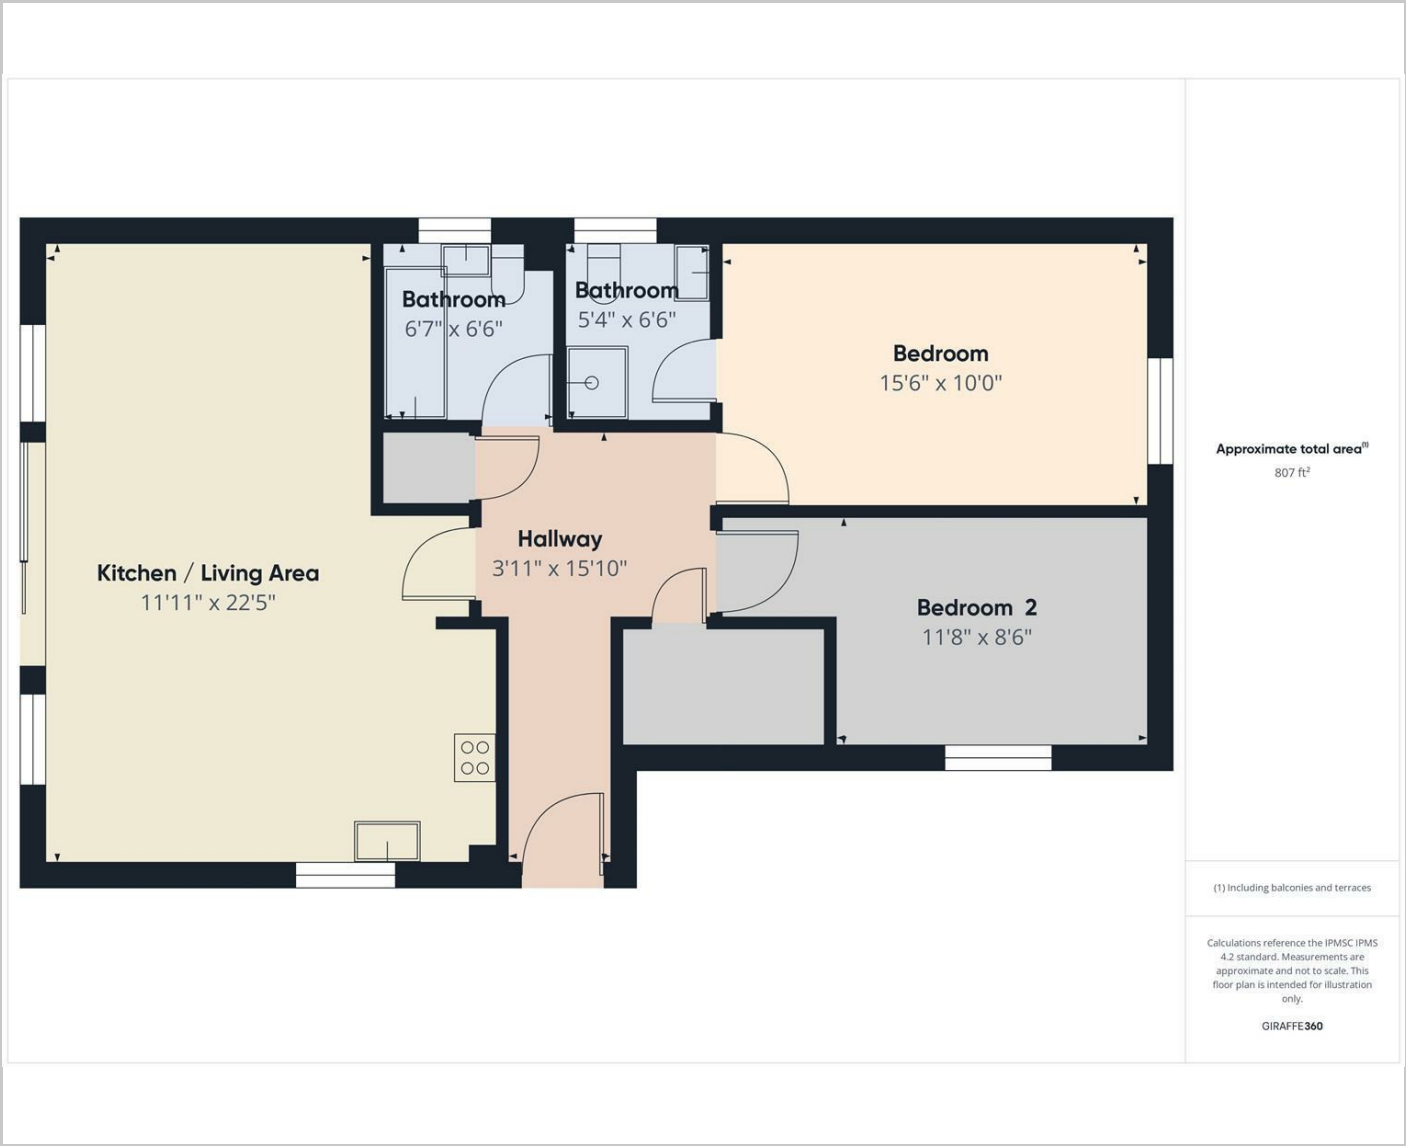 Bathroom
6'7" x 6'6"
Bathroom
5'4" x 6'6"
Bedroom
15'6" x 10'0"
Hallway
3'11" x 15'10"
Kitchen / Living Area
11'11" x 22'5"
Bedroom 2
11'8" x 8'6"
Approximate total area(1)
807 ft²
(1) Including balconies and terraces
Calculations reference the IPMSC IPMS
4.2 standard. Measurements are
approximate and not to scale. This
floor plan is intended for illustration
only.
GIRAFFE360